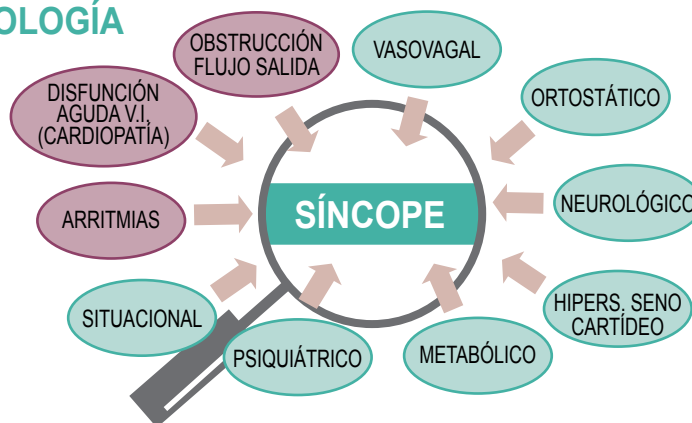 OLOGÍA
OBSTRUCCIÓN
FLUJO SALIDA
VASOVAGAL
DISFUNCIÓN
AGUDA V.I,
(CARDIOPATÍA)
ORTOSTÁTICO
ARRITMIAS
SÍNCOPE
NEUROLÓGICO
SITUACIONAL
PSIQUIÁTRICO
METABÓLICO
HIPERS. SENO
CARTÍDEO